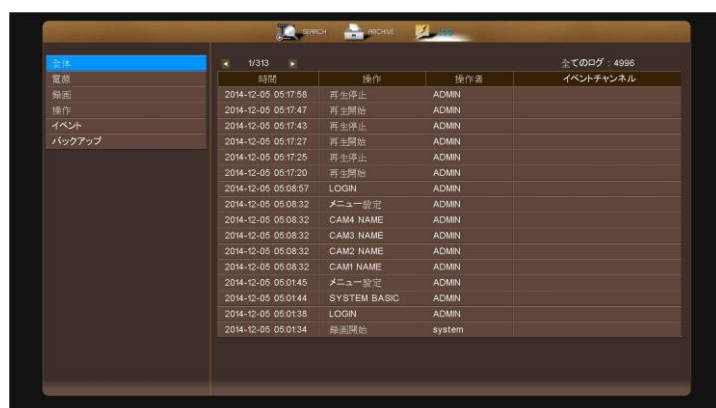 SEARCH ARCHIVE LOG
全体
電源
録画
操作
イベント
バックアップ
1/313 全てのログ : 4996
時間 操作 操作者 イベントチャンネル
2014-12-05 05:17:58 再生停止 ADMIN
2014-12-05 05:17:47 再生開始 ADMIN
2014-12-05 05:17:43 再生停止 ADMIN
2014-12-05 05:17:27 再生開始 ADMIN
2014-12-05 05:17:25 再生停止 ADMIN
2014-12-05 05:17:20 再生開始 ADMIN
2014-12-05 05:08:57 LOGIN ADMIN
2014-12-05 05:08:32 メニュー設定 ADMIN
2014-12-05 05:08:32 CAM4 NAME ADMIN
2014-12-05 05:08:32 CAM3 NAME ADMIN
2014-12-05 05:08:32 CAM2 NAME ADMIN
2014-12-05 05:08:32 CAM1 NAME ADMIN
2014-12-05 05:01:45 メニュー設定 ADMIN
2014-12-05 05:01:44 SYSTEM BASIC ADMIN
2014-12-05 05:01:38 LOGIN ADMIN
2014-12-05 05:01:34 録画開始 system